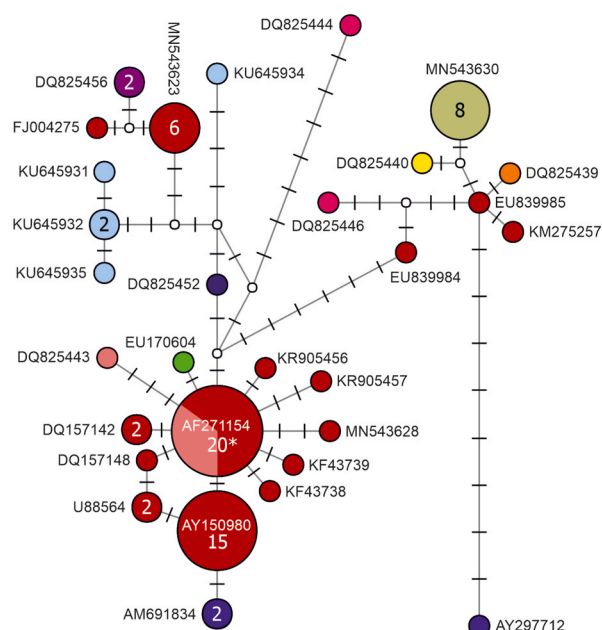 DQ825444
MN543623
KU645934
MN543630
DQ825456
2
8
FJ004275
6
DQ825440
DQ825439
KU645931
EU839985
KU645932
2
DQ825446
KM275257
KU645935
DQ825452
EU839984
EU170604
DQ825443
KR905456
KR905457
AF271154
20*
DQ157142
2
MN543628
DQ157148
KF43739
KF43738
U88564
2
AY150980
15
AM691834
2
AY297712